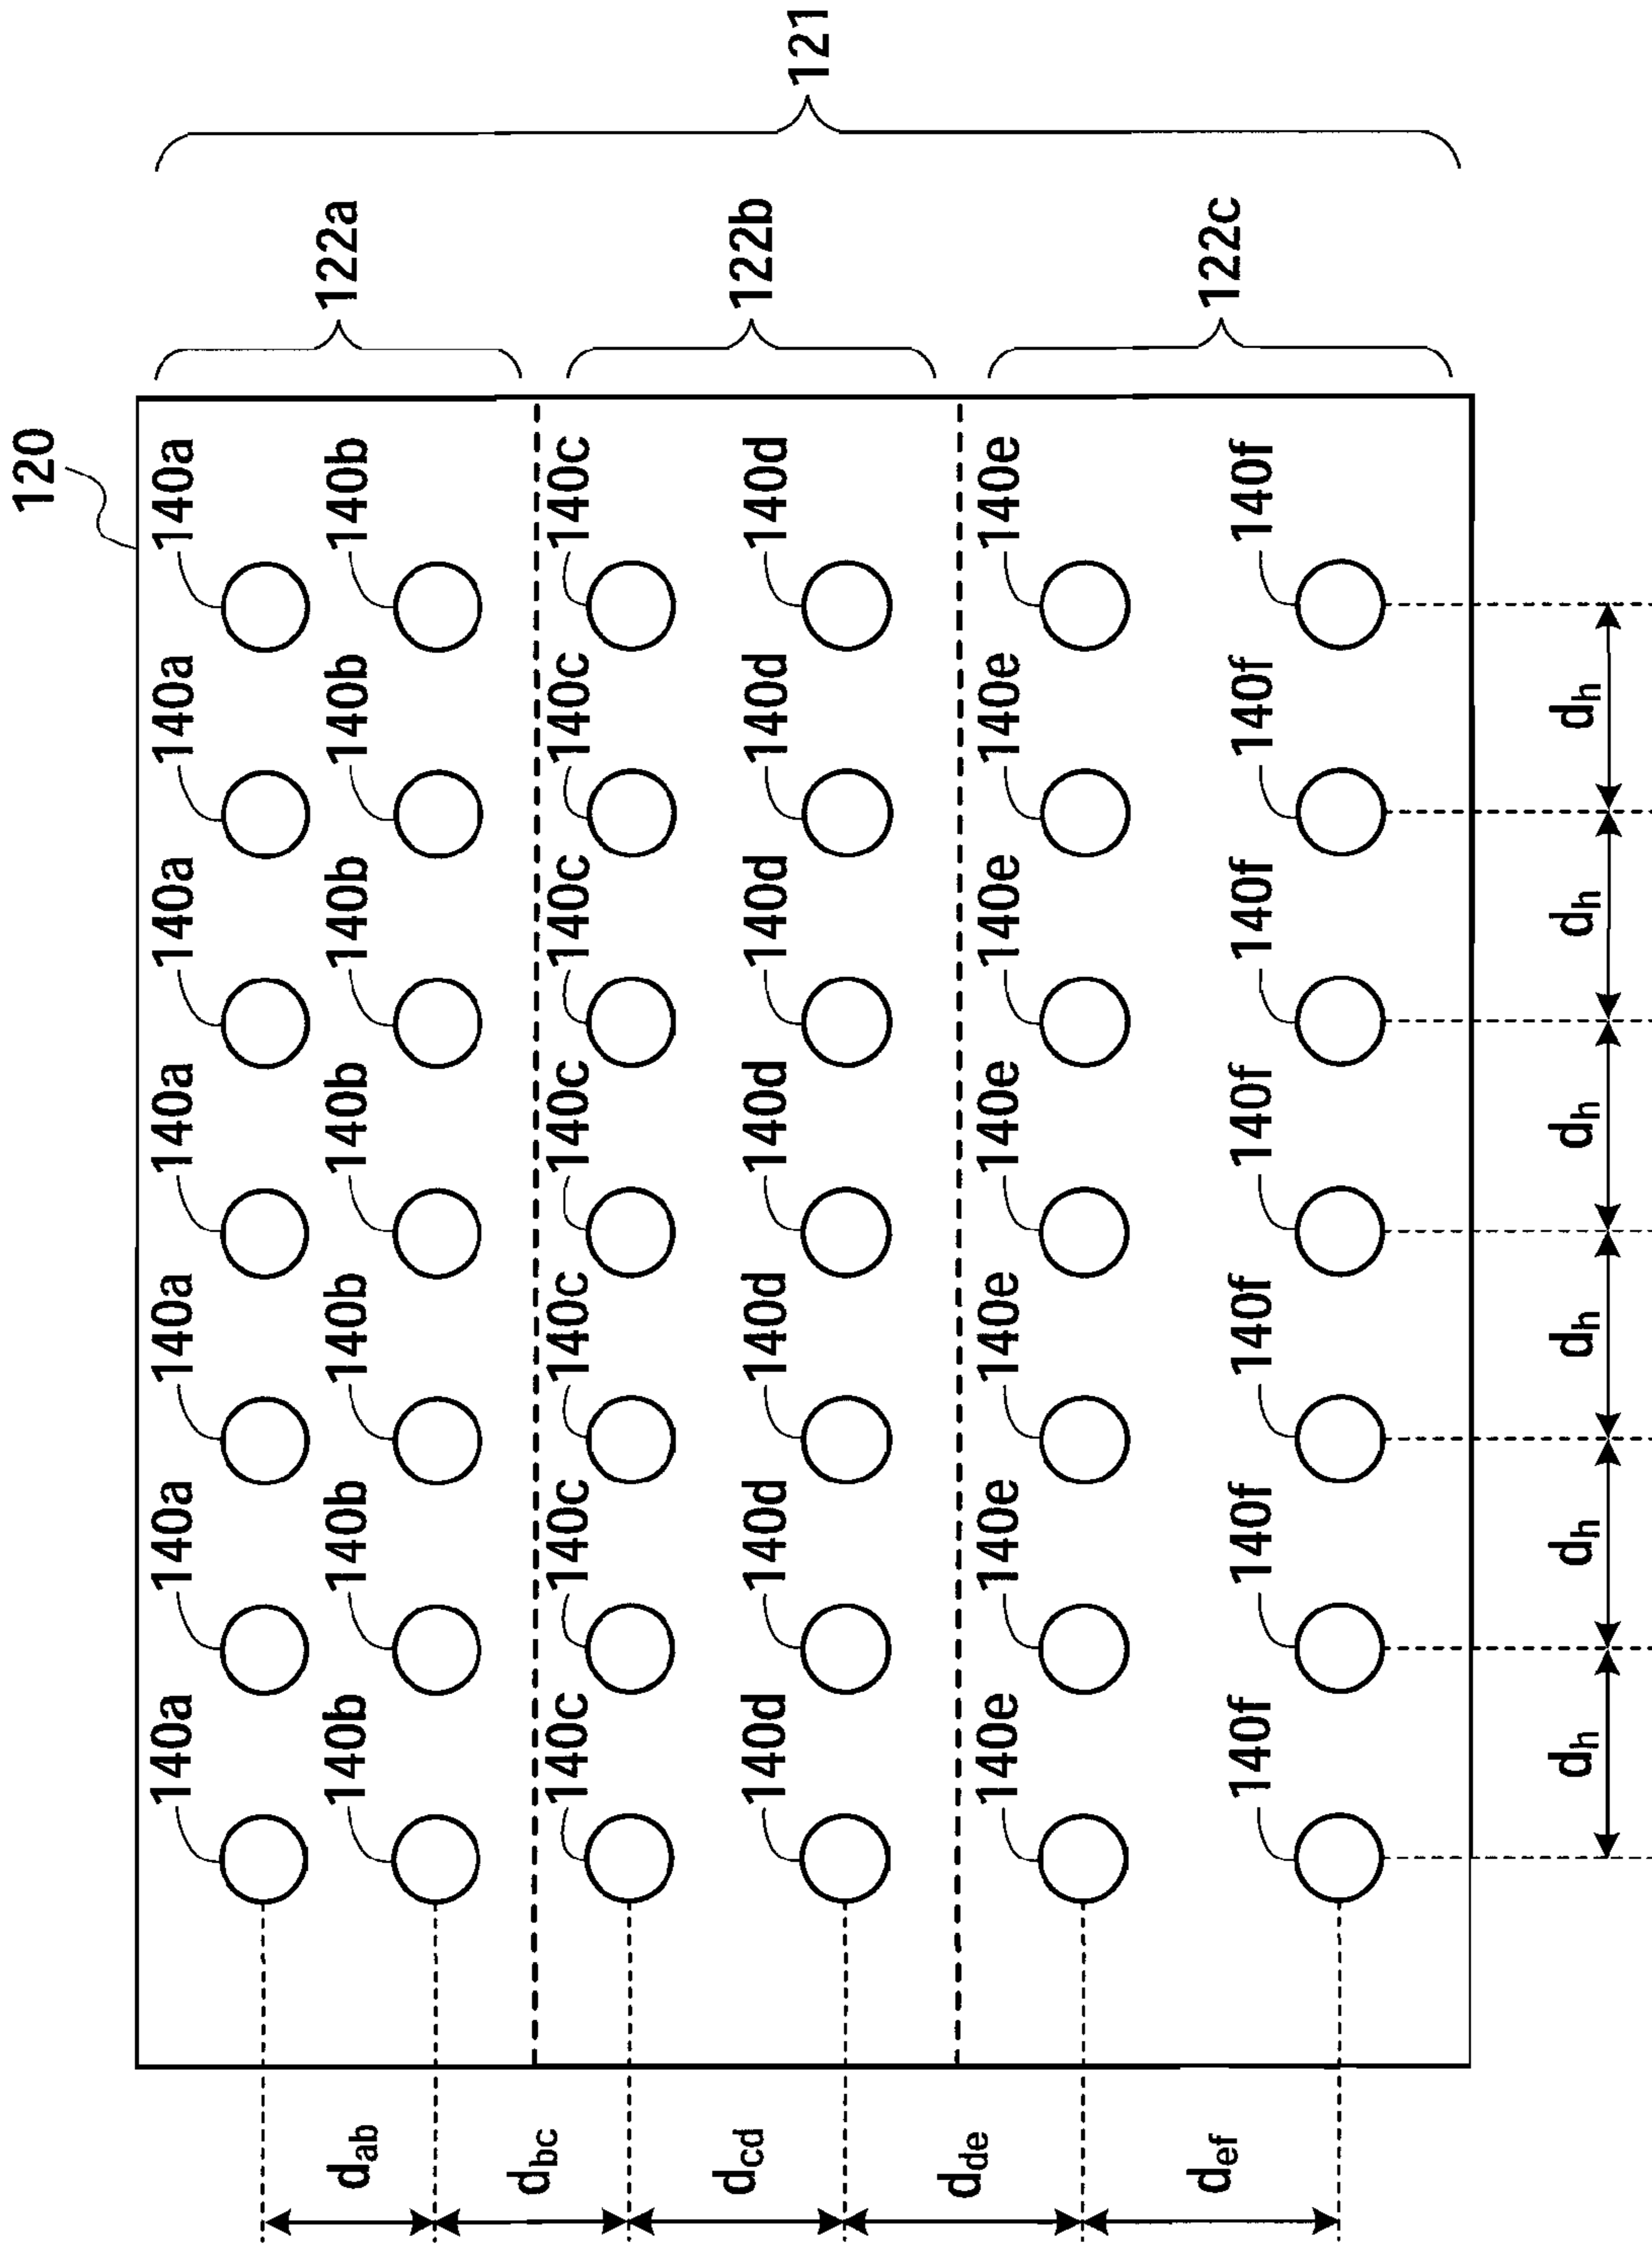 120
140a 140a 140a 140a 140a 140a 140a
dab 140b 140b 140b 140b 140b 140b 140b 122a
dbc 140c 140c 140c 140c 140c 140c 140c
dcd 140d 140d 140d 140d 140d 140d 140d 122b
121
dde 140e 140e 140e 140e 140e 140e 140e
def 140f 140f 140f 140f 140f 140f 140f 122c
dh dh dh dh dh dh